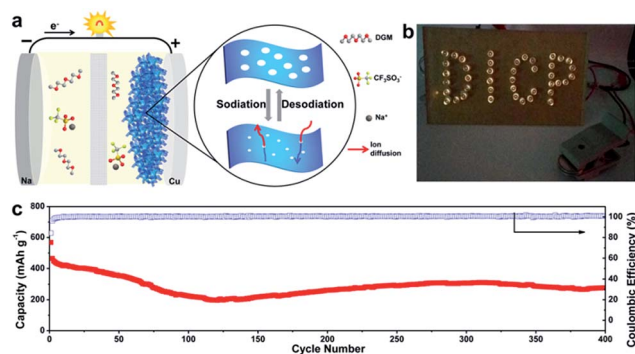 a
e⁻
−
+
Na
Cu
Sodiation
Desodiation
DGM
CF₃SO₃⁻
Na⁺
Ion
diffusion
b
DICP
c
Capacity (mAh g⁻¹)
800
600
400
200
0
0 50 100 150 200 250 300 350 400
Cycle Number
100
80
60
40
20
0
Coulombic Efficiency (%)